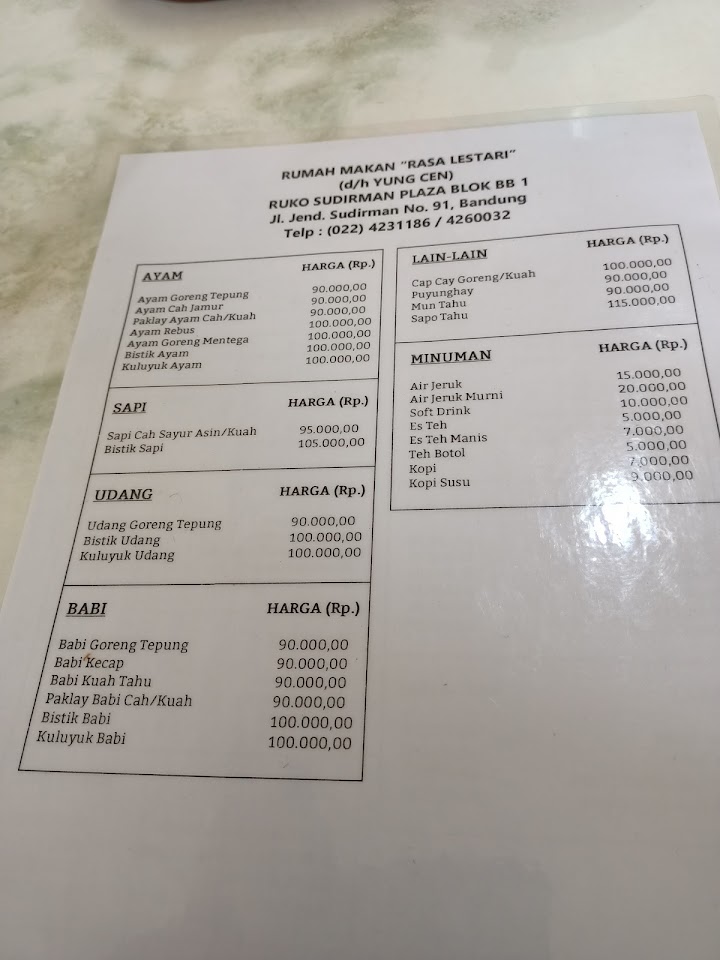 RUMAH MAKAN "RASA LESTARI"
(d/h YUNG CEN)
RUKO SUDIRMAN PLAZA BLOK BB 1
Jl. Jend. Sudirman No. 91, Bandung
Telp : (022) 4231186 / 4260032
AYAM HARGA (Rp.)
Ayam Goreng Tepung 90.000,00
Ayam Cah Jamur 90.000,00
Paklay Ayam Cah/Kuah 90.000,00
Ayam Rebus 100.000,00
Ayam Goreng Mentega 100.000,00
Bistik Ayam 100.000,00
Kuluyuk Ayam 100.000,00
SAPI HARGA (Rp.)
Sapi Cah Sayur Asin/Kuah 95.000,00
Bistik Sapi 105.000,00
UDANG HARGA (Rp.)
Udang Goreng Tepung 90.000,00
Bistik Udang 100.000,00
Kuluyuk Udang 100.000,00
BABI HARGA (Rp.)
Babi Goreng Tepung 90.000,00
Babi Kecap 90.000,00
Babi Kuah Tahu 90.000,00
Paklay Babi Cah/Kuah 90.000,00
Bistik Babi 100.000,00
Kuluyuk Babi 100.000,00
LAIN-LAIN HARGA (Rp.)
Cap Cay Goreng/Kuah 100.000,00
Puyunghay 90.000,00
Mun Tahu 90.000,00
Sapo Tahu 115.000,00
MINUMAN HARGA (Rp.)
Air Jeruk 15.000,00
Air Jeruk Murni 20.000,00
Soft Drink 10.000,00
Es Teh 5.000,00
Es Teh Manis 7.000,00
Teh Botol 5.000,00
Kopi 7.000,00
Kopi Susu 9.000,00